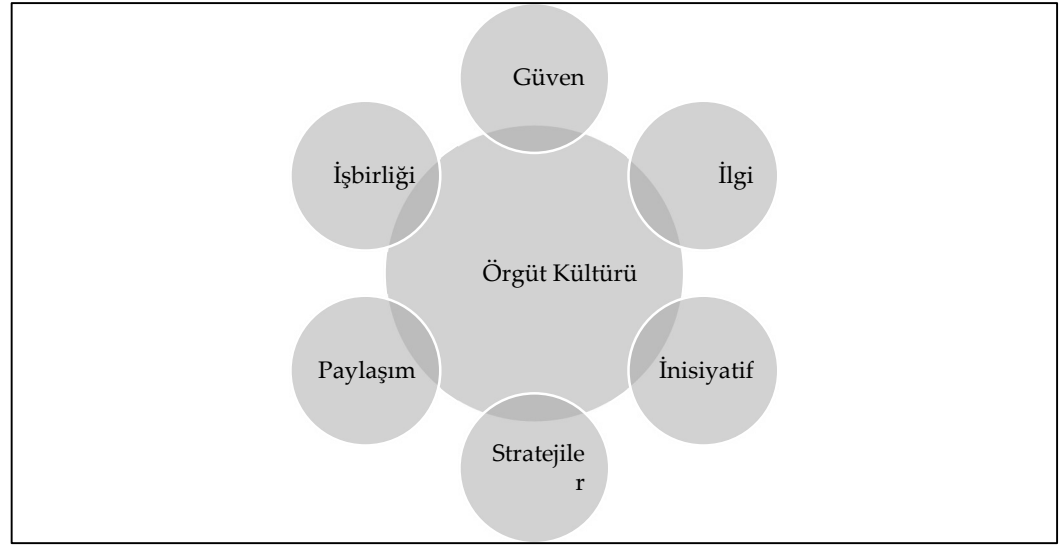 Güven
İşbirliği
İlgi
Örgüt Kültürü
Paylaşım
İnisiyatif
Stratejile
r